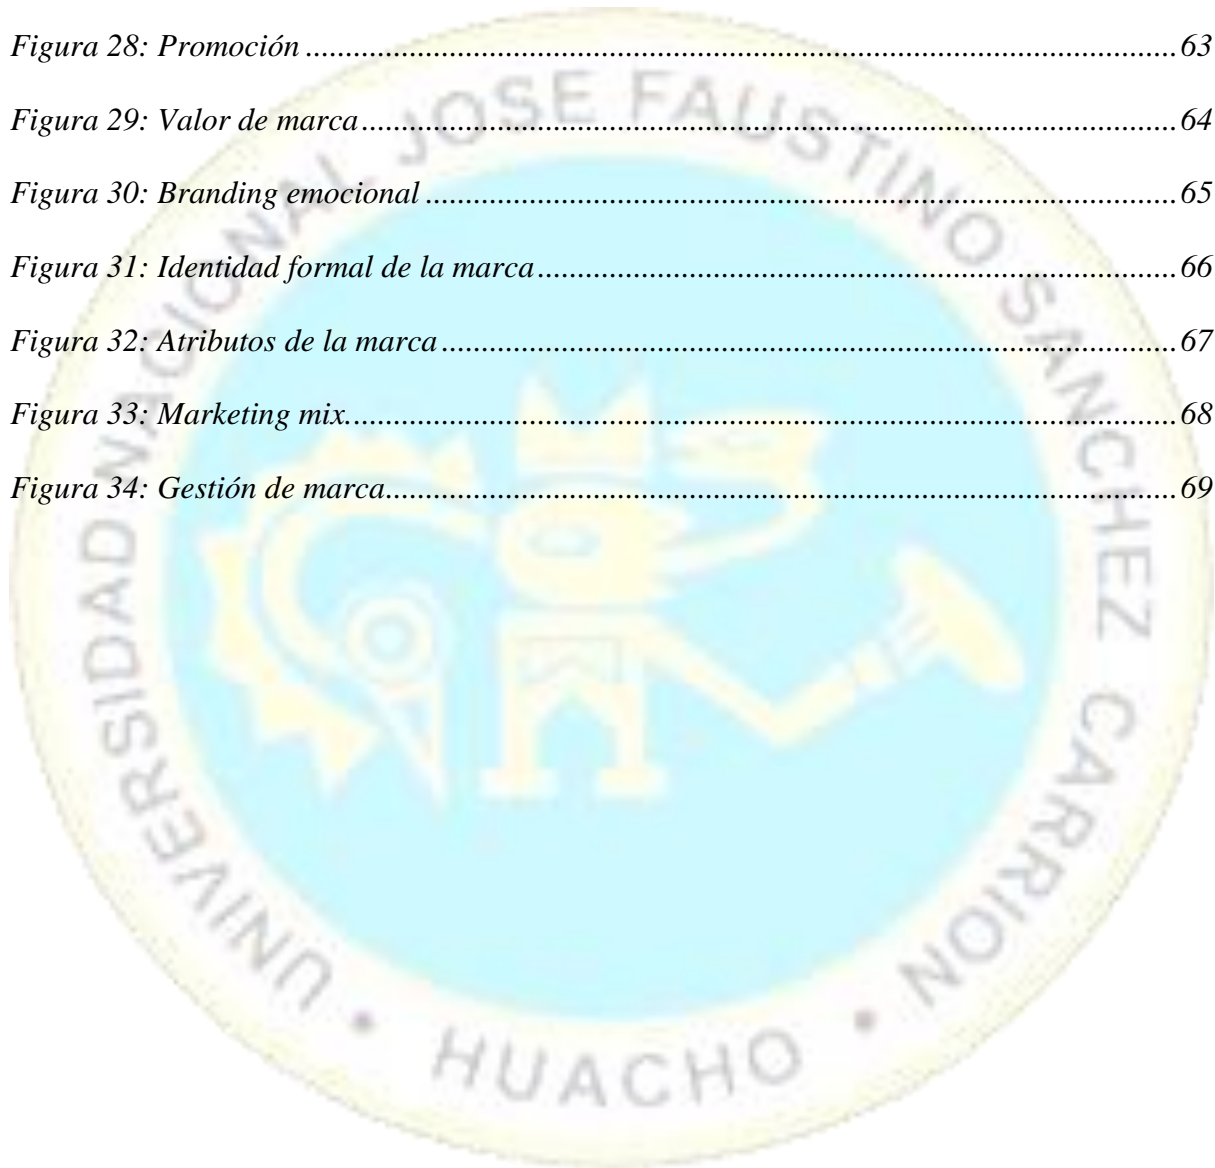 Figura 28: Promoción ........................................................................................................... 63
Figura 29: Valor de marca .................................................................................................... 64
Figura 30: Branding emocional ............................................................................................ 65
Figura 31: Identidad formal de la marca .............................................................................. 66
Figura 32: Atributos de la marca .......................................................................................... 67
Figura 33: Marketing mix...................................................................................................... 68
Figura 34: Gestión de marca................................................................................................. 69
UNIVERSIDAD NACIONAL JOSE FAUSTINO SANCHEZ CARRION
• HUACHO •